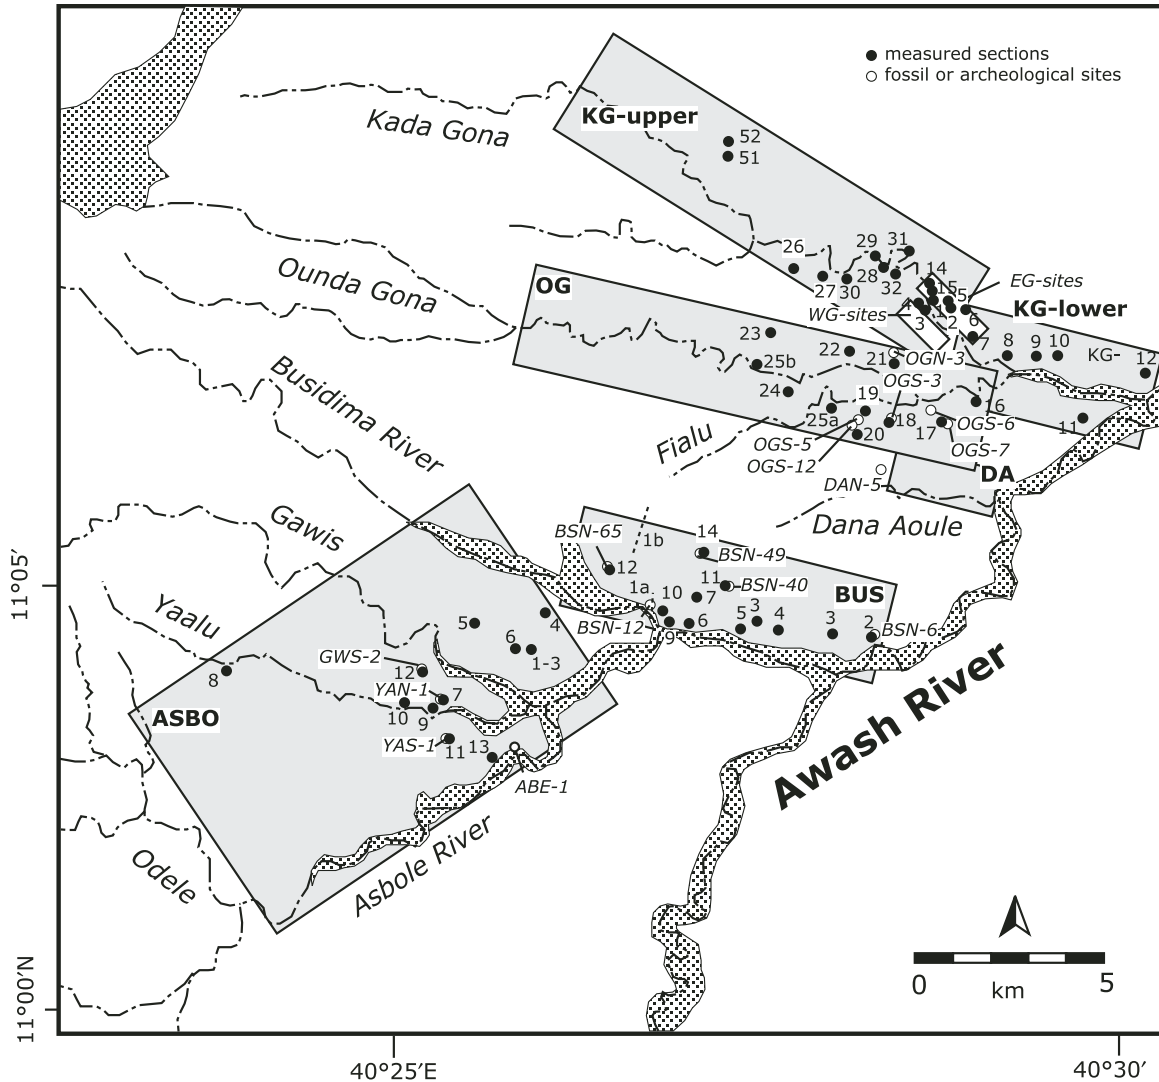 measured sections
fossil or archeological sites
Kada Gona
KG-upper
52
51
26
27
30
29
28
31
32
14
15
5
EG-sites
4
3
1
2
6
7
WG-sites
KG-lower
8
9
10
KG-
12
11
Ounda Gona
OG
23
22
21
OGN-3
25b
OGS-3
24
25a
19
18
20
16
17
OGS-6
OGS-5
OGS-7
OGS-12
Fialu
DA
DAN-5
Dana Aoule
Busidima River
Gawis
Yaalu
BSN-65
1b
14
BSN-49
12
1a
10
11
BSN-40
7
BUS
BSN-12
9
6
5
3
4
3
2
BSN-6
5
4
6
1-3
GWS-2
12
8
YAN-1
7
10
9
ASBO
YAS-1
11
13
ABE-1
Awash River
Odele
Asbole River
0
km
5
11°05′
11°00′N
40°25′E
40°30′